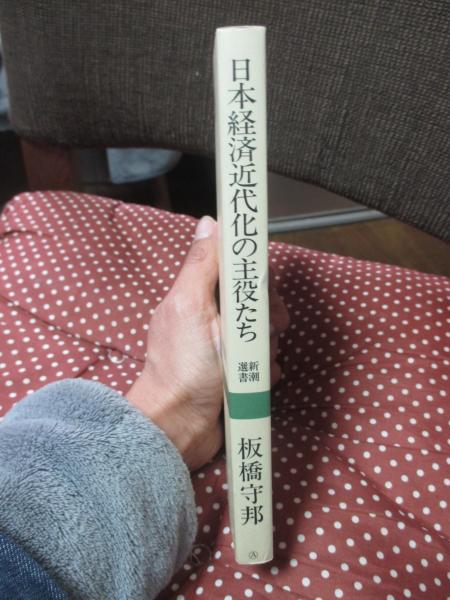 日本経済近代化の主役たち
新潮
選書
板橋守邦